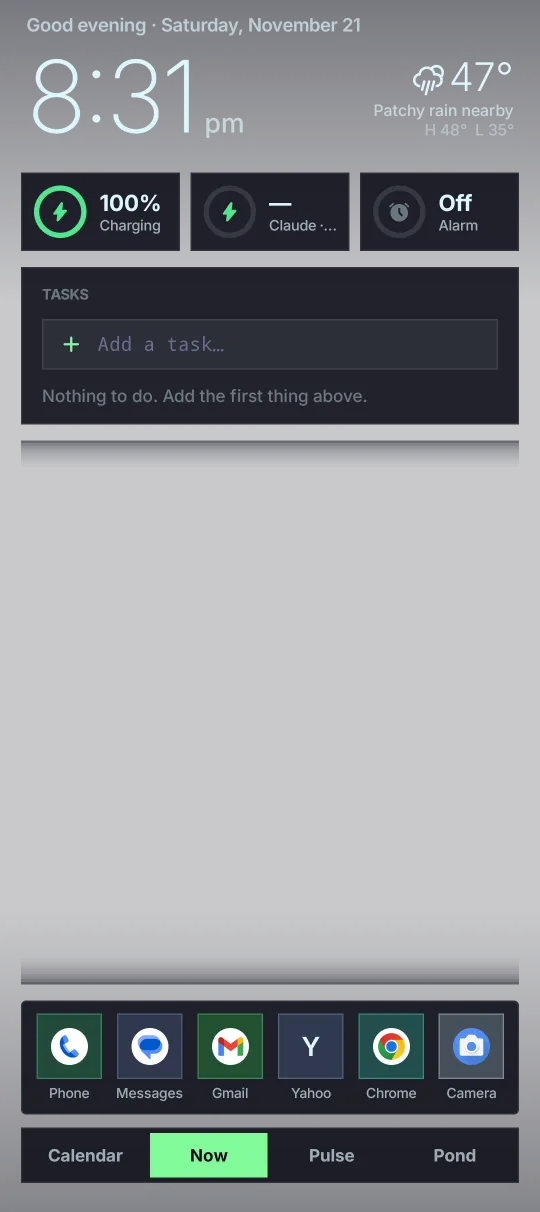 Good evening · Saturday, November 21
8:31 pm
47°
Patchy rain nearby
H 48° L 35°
100%
Charging
—
Claude ·…
Off
Alarm
TASKS
+ Add a task…
Nothing to do. Add the first thing above.
Y
Phone Messages Gmail Yahoo Chrome Camera
Calendar Now Pulse Pond